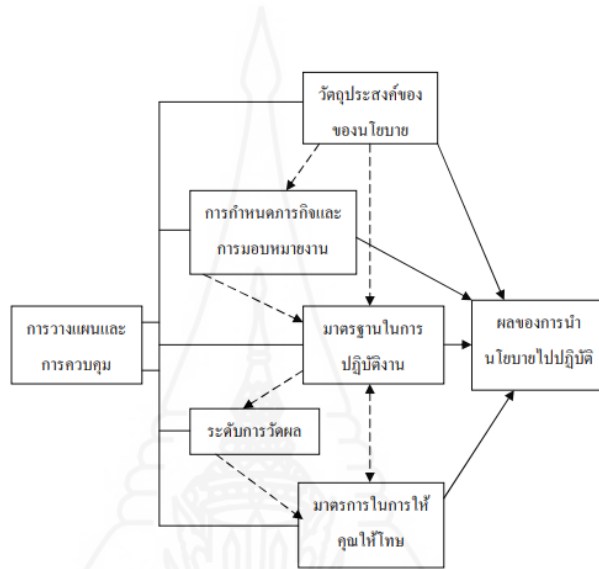 วัตถุประสงค์ของ
ของนโยบาย
การกำหนดภารกิจและ
การมอบหมายงาน
การวางแผนและ
การควบคุม
มาตรฐานในการ
ปฏิบัติงาน
ผลของการนำ
นโยบายไปปฏิบัติ
ระดับการวัดผล
มาตรการในการให้
คุณให้โทษ